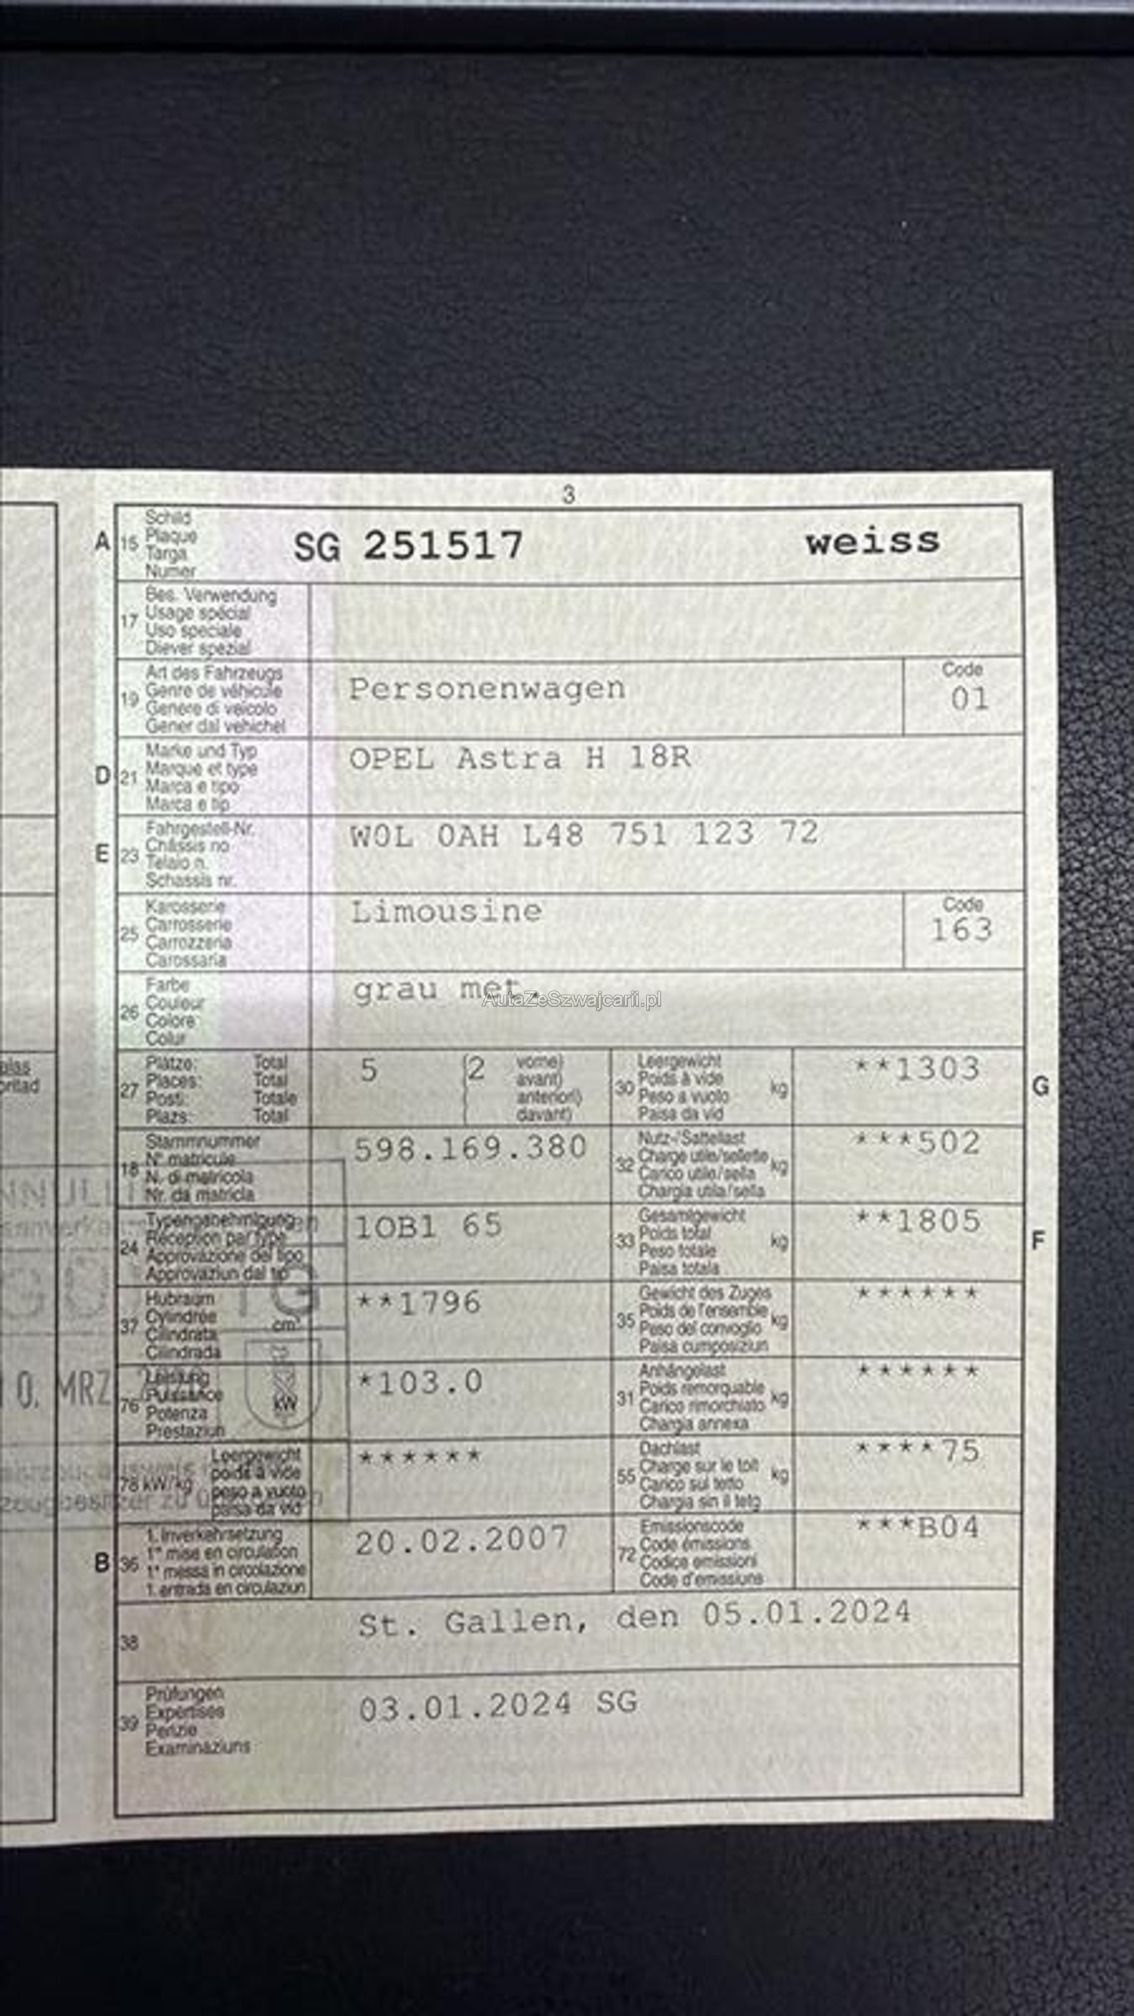 3
A 15 Schild
Plaque
Targa
Numer
SG 251517 weiss
17 Bes. Verwendung
Usage spécial
Uso speciale
Diever spezial
19 Art des Fahrzeugs
Genre de véhicule
Genere di veicolo
Gener dal vehichel
Personenwagen
Code
01
D 21 Marke und Typ
Marque et type
Marca e tipo
Marca e tip
OPEL Astra H 18R
E 23 Fahrgestell-Nr.
Châssis no
Telaio n.
Schassis nr.
W0L 0AH L48 751 123 72
25 Karosserie
Carrosserie
Carrozzeria
Carossaria
Limousine
Code
163
26 Farbe
Couleur
Colore
Colur
grau met.
AutaZeSzwajcarii.pl
27 Plätze: Total
Places: Total
Posti: Totale
Plazs: Total
5 (2 vorne)
avant)
anteriori)
davant)
30 Leergewicht
Poids à vide
Peso a vuoto
Paisa da vid
kg
**1303
G
18 Stammnummer
N° matricule
N. di matricola
Nr. da matricla
598.169.380
32 Nutz-/Sattellast
Charge utile/sellette
Carico utile/sella
Chargia utila/sella
kg
***502
24 Typengenehmigung
Réception par type
Approvazione del tipo
Approvaziun dal tip
1OB1 65
33 Gesamtgewicht
Poids total
Peso totale
Paisa totala
kg
**1805
F
37 Hubraum
Cylindrée
Cilindrata
Cilindrada
cm³
**1796
35 Gewicht des Zuges
Poids de l'ensemble
Peso del convoglio
Paisa cumposiziun
kg
******
0. MRZ
76 Leistung
Puissance
Potenza
Prestaziun
kW
*103.0
31 Anhängelast
Poids remorquable
Carico rimorchiato
Chargia annexa
kg
******
78 kW/kg Leergewicht
poids à vide
peso a vuoto
paisa da vid
******
55 Dachlast
Charge sur le toit
Carico sul tetto
Chargia sin il tetg
kg
****75
B 36 1. Inverkehrsetzung
1re mise en circulation
1a messa in circolazione
1. entrada en circulaziun
20.02.2007
72 Emissionscode
Code émissions
Codice emissioni
Code d'emissiuns
***B04
38 St. Gallen, den 05.01.2024
39 Prüfungen
Expertises
Perizie
Examinaziuns
03.01.2024 SG